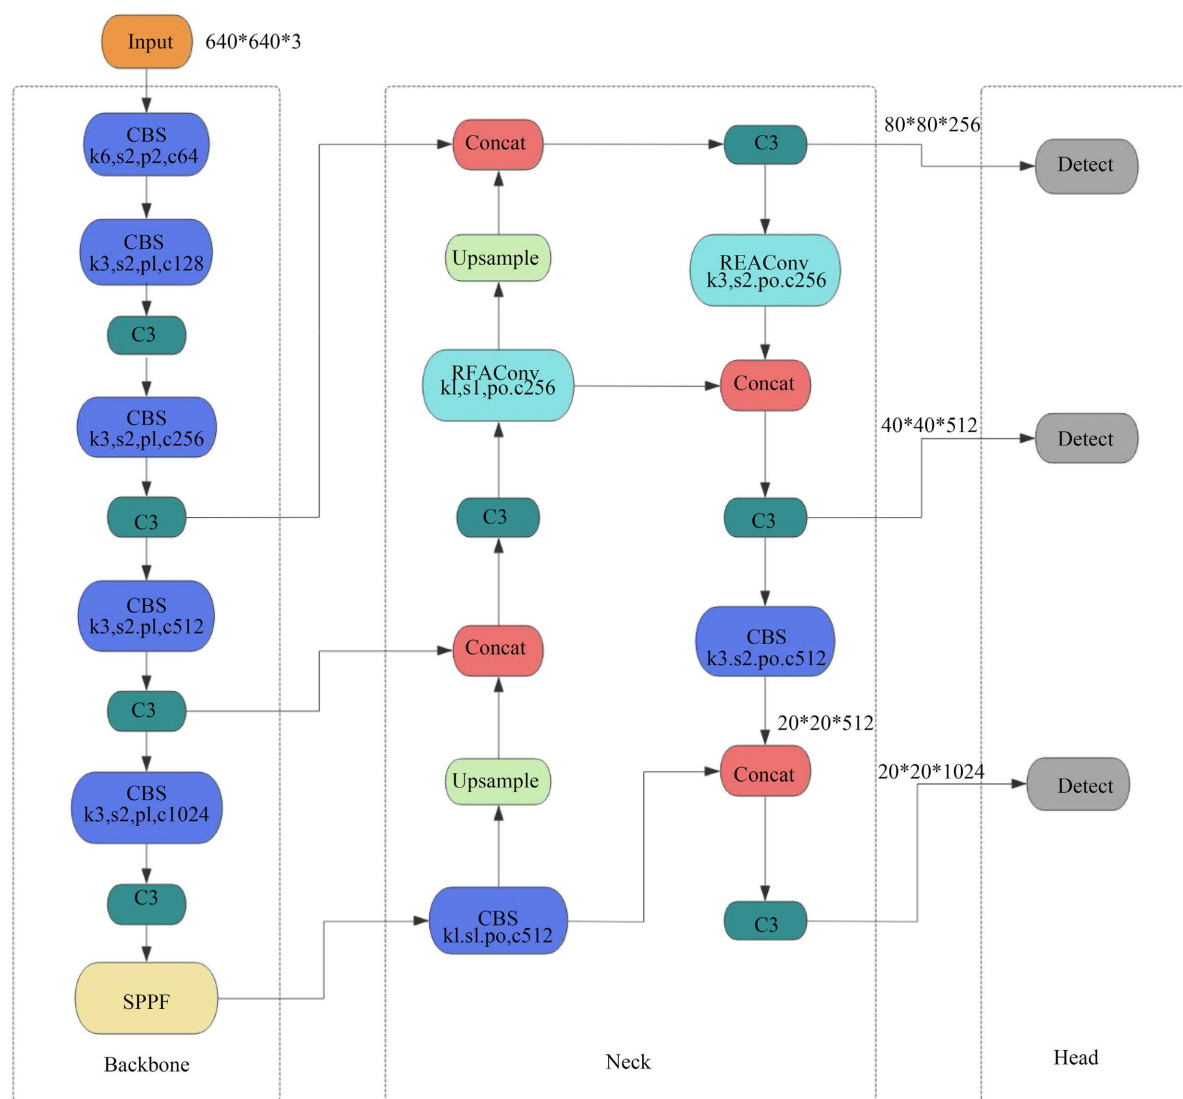 Input
640*640*3
CBS
k6,s2,p2,c64
CBS
k3,s2,pl,c128
C3
CBS
k3,s2,pl,c256
C3
CBS
k3,s2.pl,c512
C3
CBS
k3,s2,pl,c1024
C3
SPPF
Backbone
Concat
Upsample
RFAConv
kl,s1,po.c256
C3
Concat
Upsample
CBS
kl.sl.po,c512
C3
REAConv
k3,s2.po.c256
Concat
C3
CBS
k3.s2.po.c512
20*20*512
Concat
C3
Neck
80*80*256
Detect
40*40*512
Detect
20*20*1024
Detect
Head